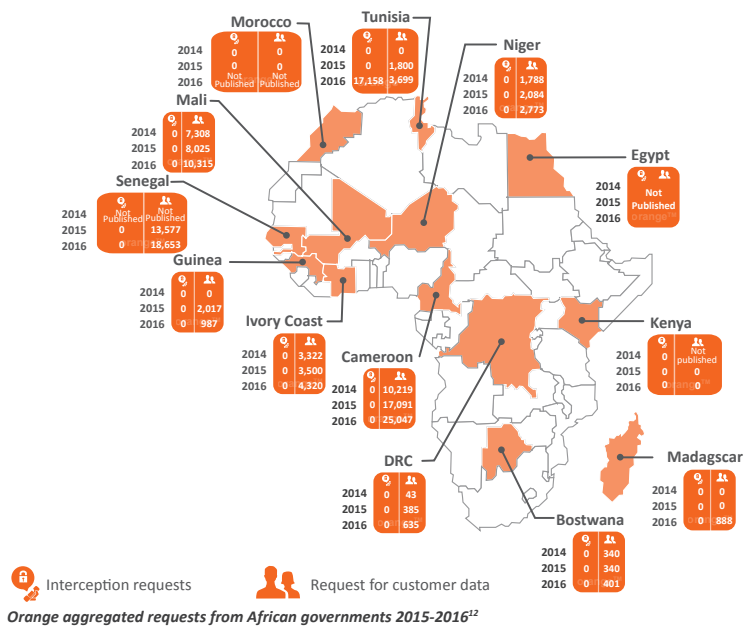 Morocco
2014 0 0
2015 0 0
2016 Not Published Not Published
Tunisia
2014 0 0
2015 0 1,800
2016 17,158 3,699
Niger
2014 0 1,788
2015 0 2,084
2016 0 2,773
Mali
2014 0 7,308
2015 0 8,025
2016 0 10,315
Egypt
2014
2015 Not Published
2016
orange™
Senegal
2014 Not Published Not Published
2015 0 13,577
2016 0 18,653
Guinea
2014 0 0
2015 0 2,017
2016 0 987
Ivory Coast
2014 0 3,322
2015 0 3,500
2016 0 4,320
Cameroon
2014 0 10,219
2015 0 17,091
2016 0 25,047
Kenya
2014 0 Not published
2015 0 0
2016 0 0
DRC
2014 0 43
2015 0 385
2016 0 635
Madagscar
2014 0 0
2015 0 0
2016 0 888
Bostwana
2014 0 340
2015 0 340
2016 0 401
Interception requests
Request for customer data
Orange aggregated requests from African governments 2015-2016¹²